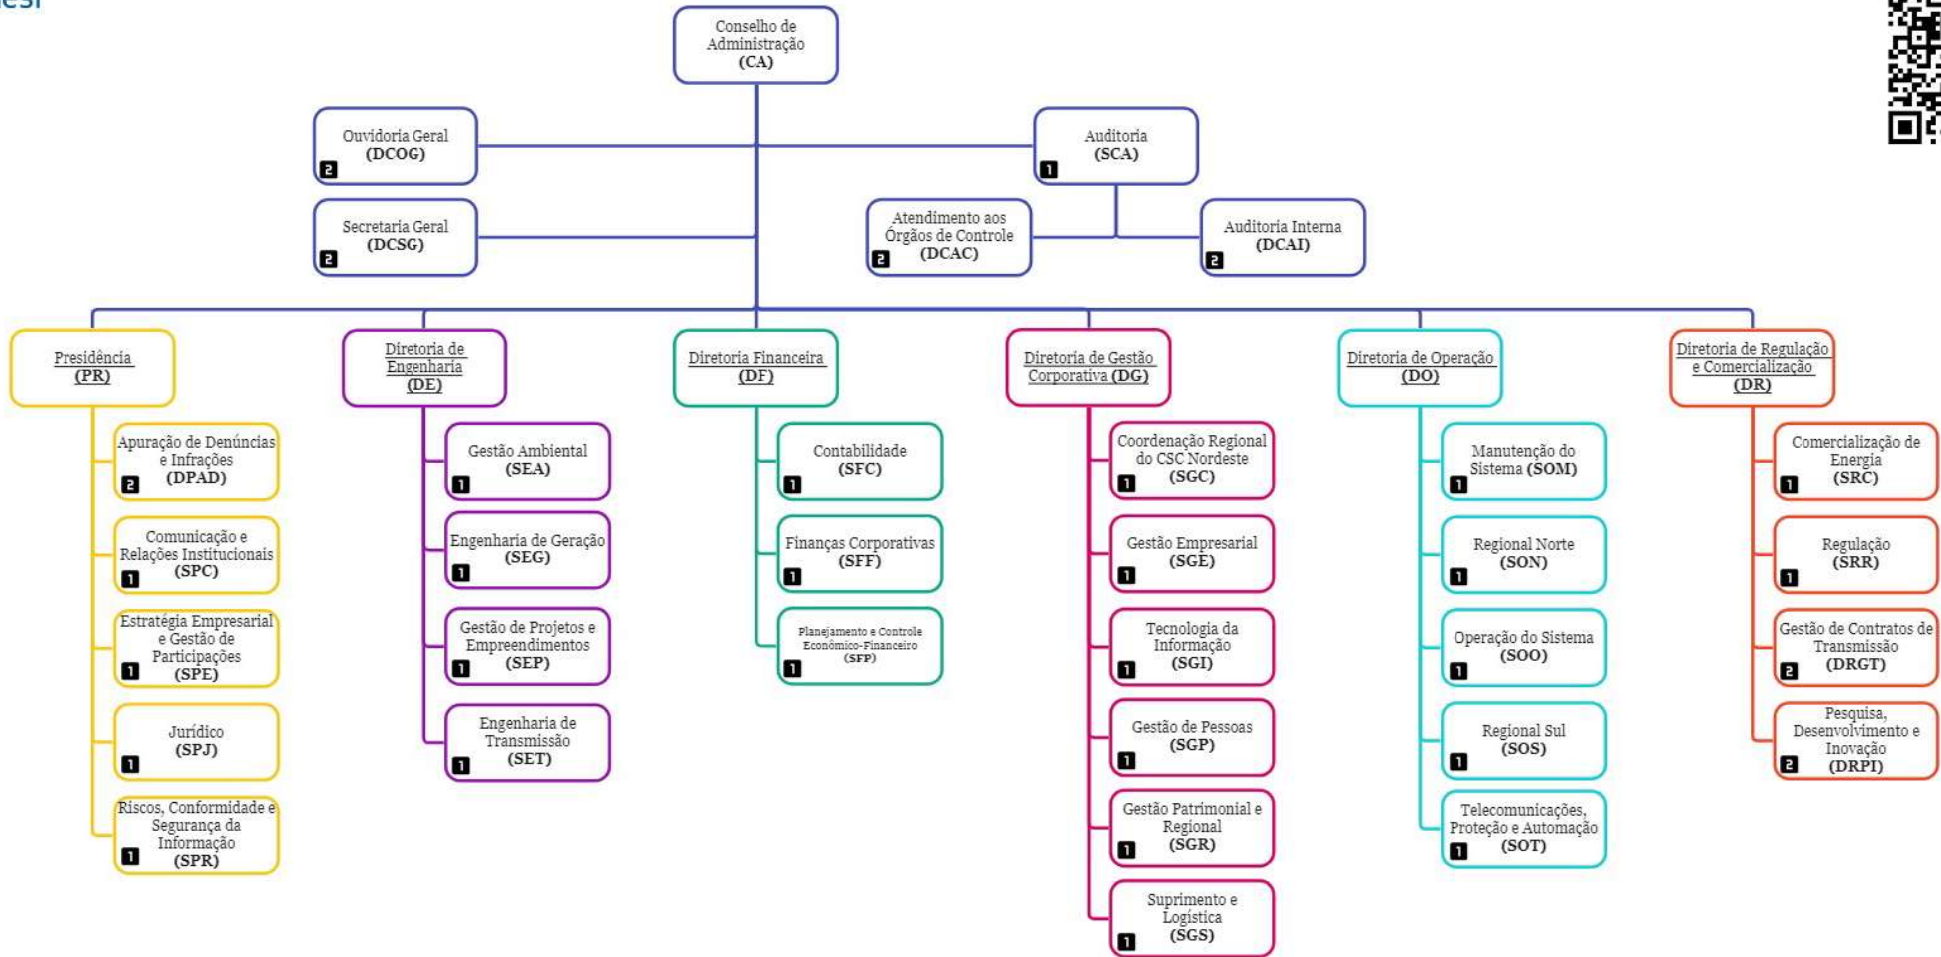 Conselho de
Administração
(CA)
Ouvidoria Geral
(DCOG)
2
Auditoria
(SCA)
1
Secretaria Geral
(DCSG)
2
Atendimento aos
Órgãos de Controle
(DCAC)
2
Auditoria Interna
(DCAI)
2
Presidência
(PR)
Apuração de Denúncias
e Infrações
(DPAD)
2
Comunicação e
Relações Institucionais
(SPC)
1
Estratégia Empresarial
e Gestão de
Participações
(SPE)
1
Jurídico
(SPJ)
1
Riscos, Conformidade e
Segurança da
Informação
(SPR)
1
Diretoria de
Engenharia
(DE)
Gestão Ambiental
(SEA)
1
Engenharia de Geração
(SEG)
1
Gestão de Projetos e
Empreendimentos
(SEP)
1
Engenharia de
Transmissão
(SET)
1
Diretoria Financeira
(DF)
Contabilidade
(SFC)
1
Finanças Corporativas
(SFF)
1
Planejamento e Controle
Econômico-Financeiro
(SFP)
1
Diretoria de Gestão
Corporativa (DG)
Coordenação Regional
do CSC Nordeste
(SGC)
1
Gestão Empresarial
(SGE)
1
Tecnologia da
Informação
(SGI)
1
Gestão de Pessoas
(SGP)
1
Gestão Patrimonial e
Regional
(SGR)
1
Suprimento e
Logística
(SGS)
1
Diretoria de Operação
(DO)
Manutenção do
Sistema (SOM)
1
Regional Norte
(SON)
1
Operação do Sistema
(SOO)
1
Regional Sul
(SOS)
1
Telecomunicações,
Proteção e Automação
(SOT)
1
Diretoria de Regulação
e Comercialização
(DR)
Comercialização de
Energia
(SRC)
1
Regulação
(SRR)
1
Gestão de Contratos de
Transmissão
(DRGT)
2
Pesquisa,
Desenvolvimento e
Inovação
(DRPI)
2